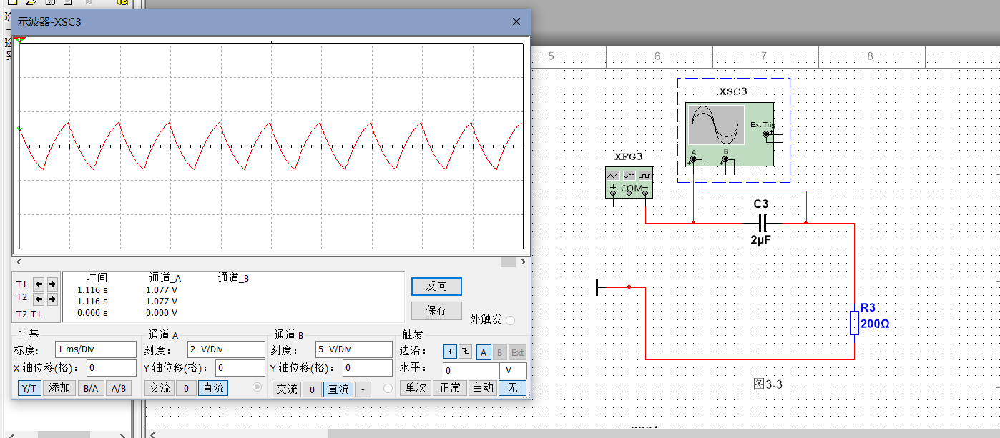 示波器-XSC3
时间 通道_A 通道_B
T1 1.116 s 1.077 V
T2 1.116 s 1.077 V
T2-T1 0.000 s 0.000 V
反向
保存
外触发
时基
标度: 1 ms/Div
X 轴位移(格): 0
Y/T 添加 B/A A/B
通道 A
刻度: 2 V/Div
Y 轴位移(格): 0
交流 0 直流
通道 B
刻度: 5 V/Div
Y 轴位移(格): 0
交流 0 直流 -
触发
边沿: A B Ext
水平: 0 V
单次 正常 自动 无
5 6 7 8
XSC3
Ext Trig
A B
XFG3
COM
C3
2μF
R3
200Ω
图3-3